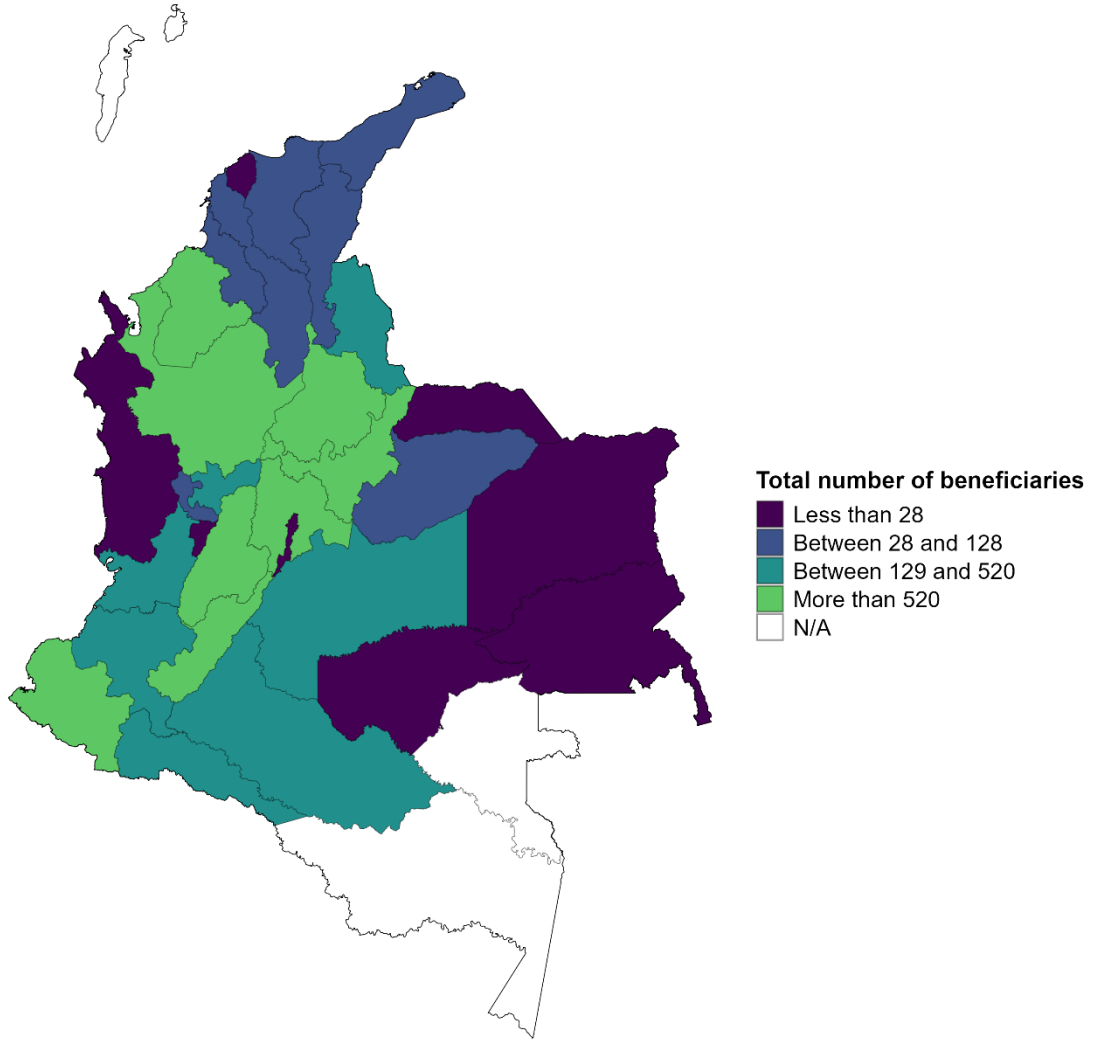 Total number of beneficiaries
Less than 28
Between 28 and 128
Between 129 and 520
More than 520
N/A